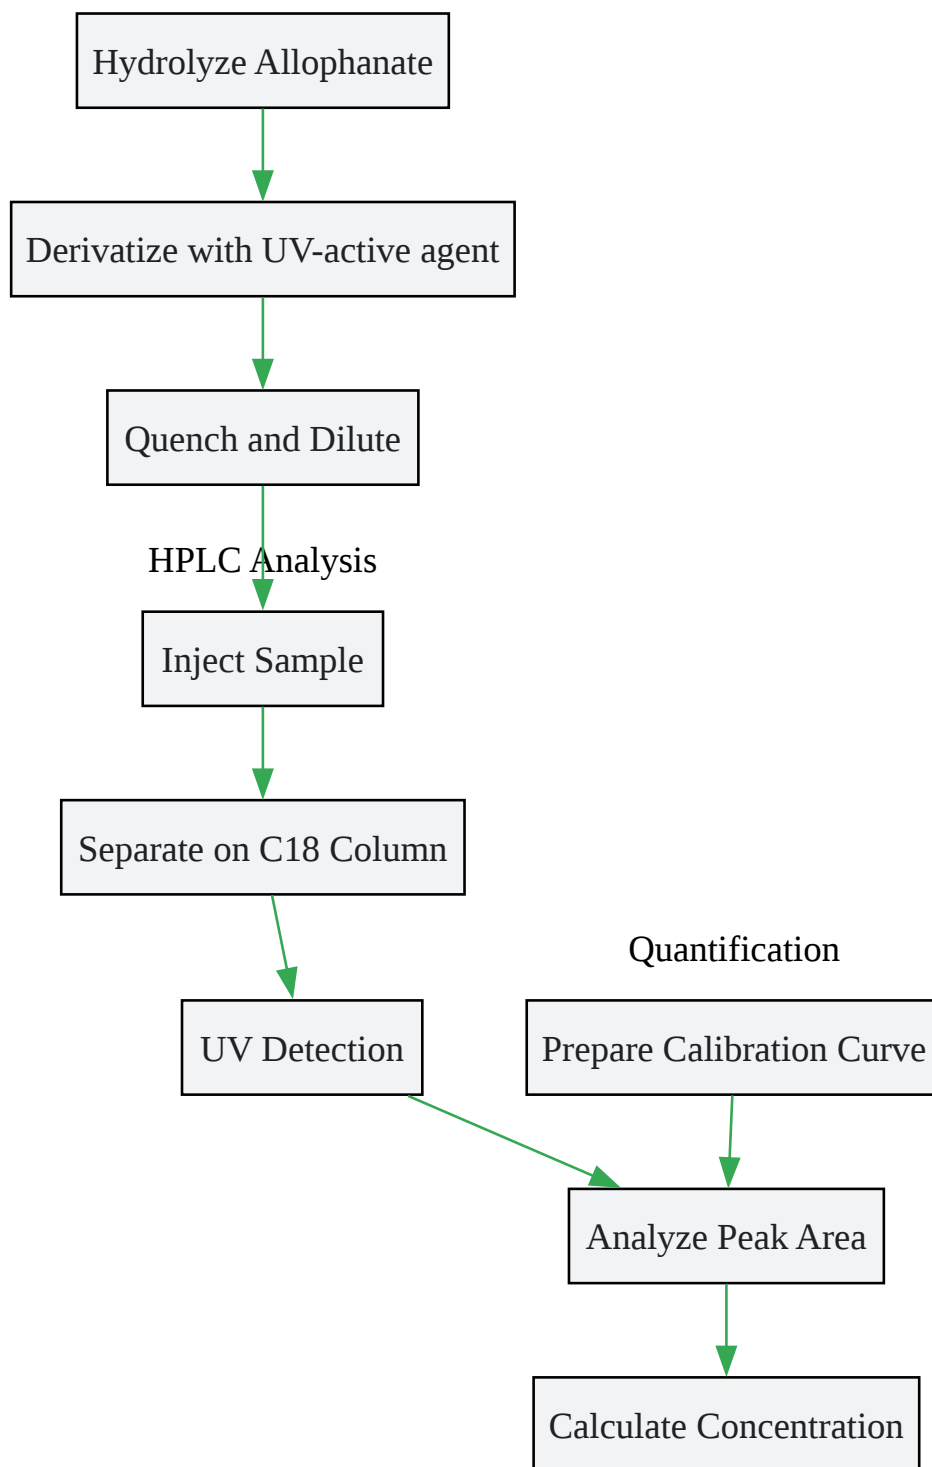 Hydrolyze Allophanate
Derivatize with UV-active agent
Quench and Dilute
HPLC Analysis
Inject Sample
Separate on C18 Column
Quantification
UV Detection
Prepare Calibration Curve
Analyze Peak Area
Calculate Concentration